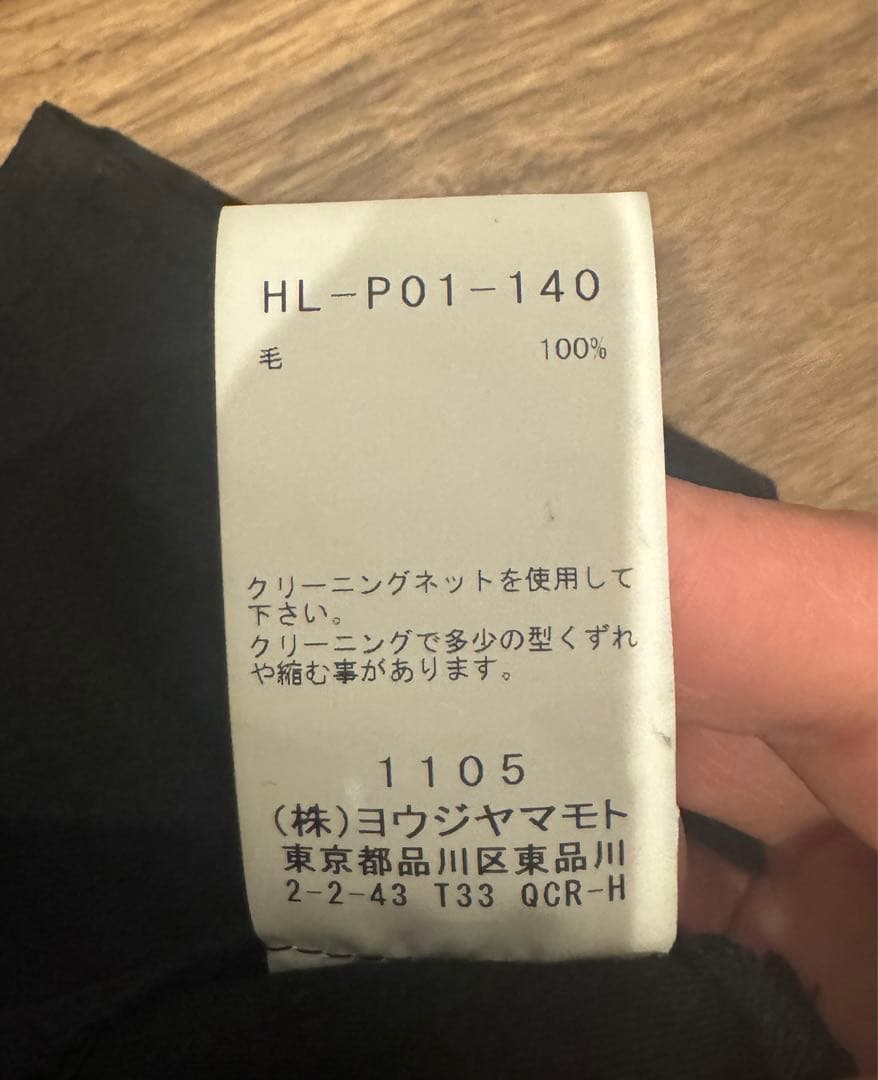 HL-P01-140
毛 100%
クリーニングネットを使用して
下さい。
クリーニングで多少の型くずれ
や縮む事があります。
1105
(株)ヨウジヤマモト
東京都品川区東品川
2-2-43 T33 QCR-H